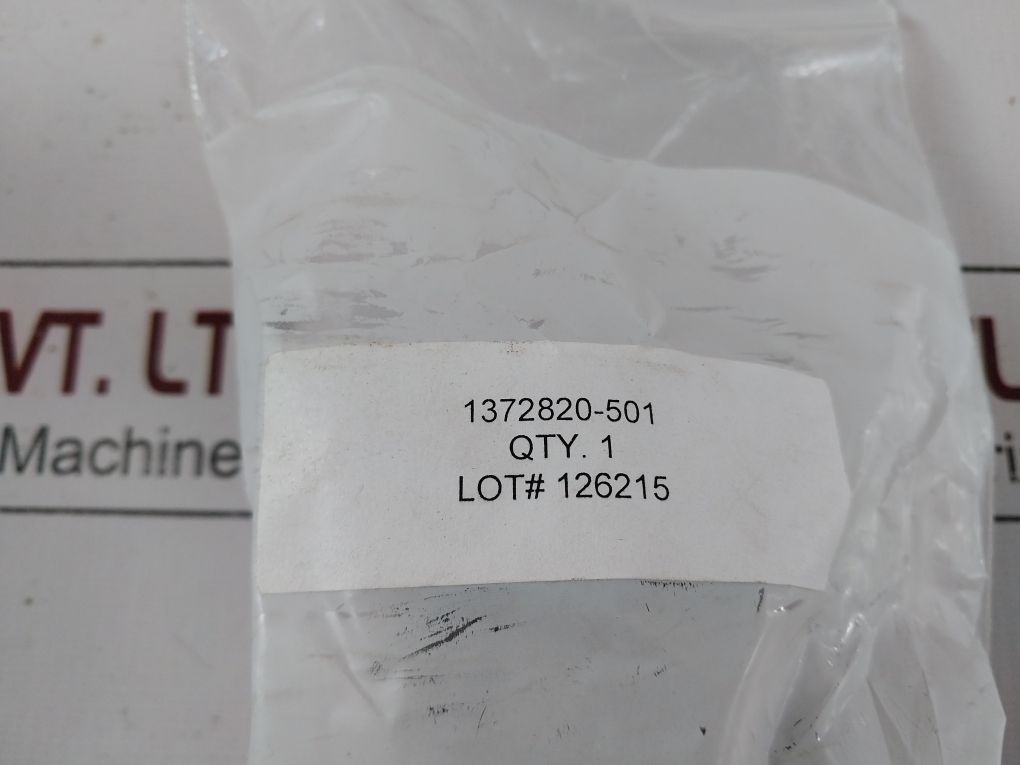 VT. LT
Machine
1372820-501
QTY. 1
LOT# 126215